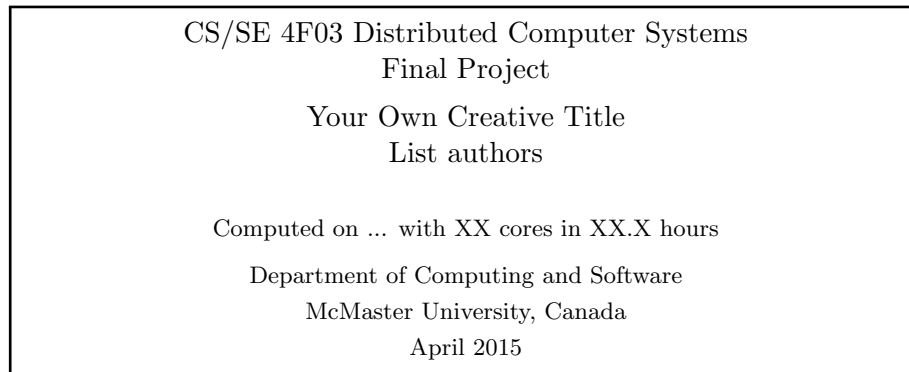 CS/SE 4F03 Distributed Computer Systems
Final Project
Your Own Creative Title
List authors
Computed on ... with XX cores in XX.X hours
Department of Computing and Software
McMaster University, Canada
April 2015